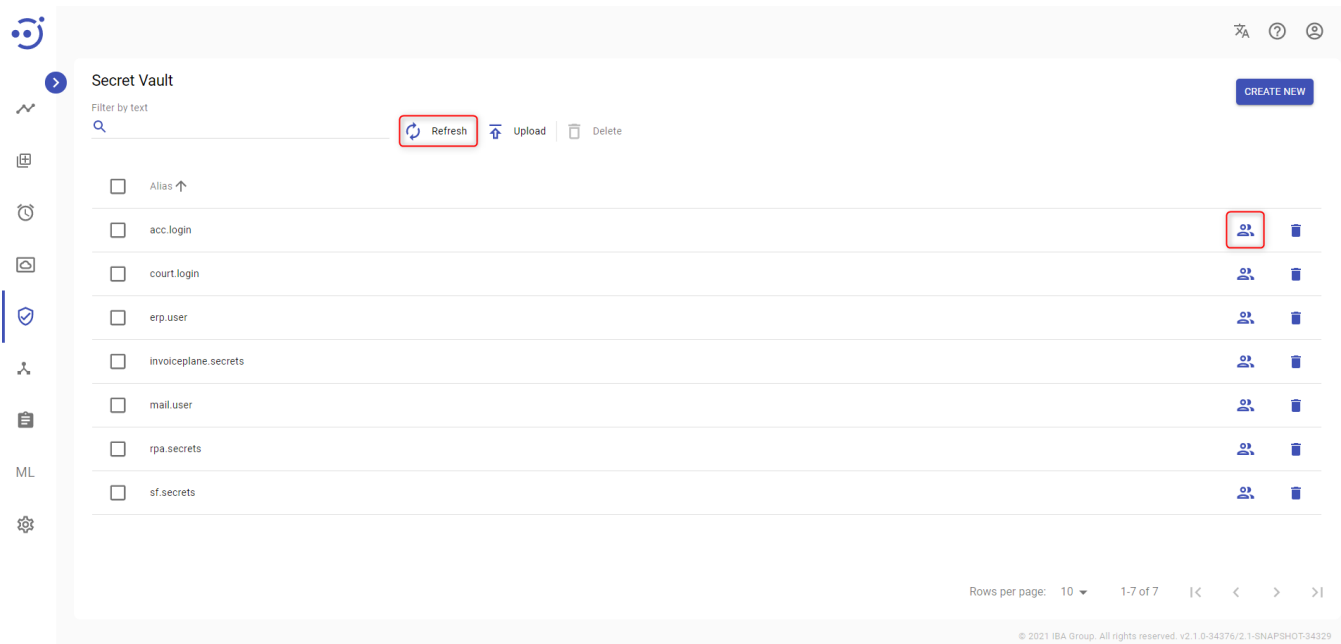 Secret Vault
CREATE NEW
Filter by text
Refresh
Upload
Delete
Alias
acc.login
court.login
erp.user
invoiceplane.secrets
mail.user
rpa.secrets
ML
sf.secrets
Rows per page: 10 1-7 of 7
© 2021 IBA Group. All rights reserved. v2.1.0-34376/2.1-SNAPSHOT-34329